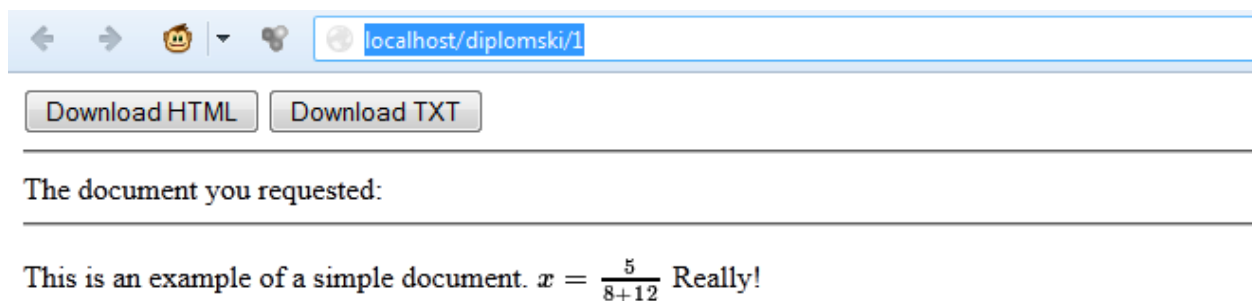 localhost/diplomski/1
Download HTML Download TXT
The document you requested:
This is an example of a simple document. x = 5/8+12 Really!